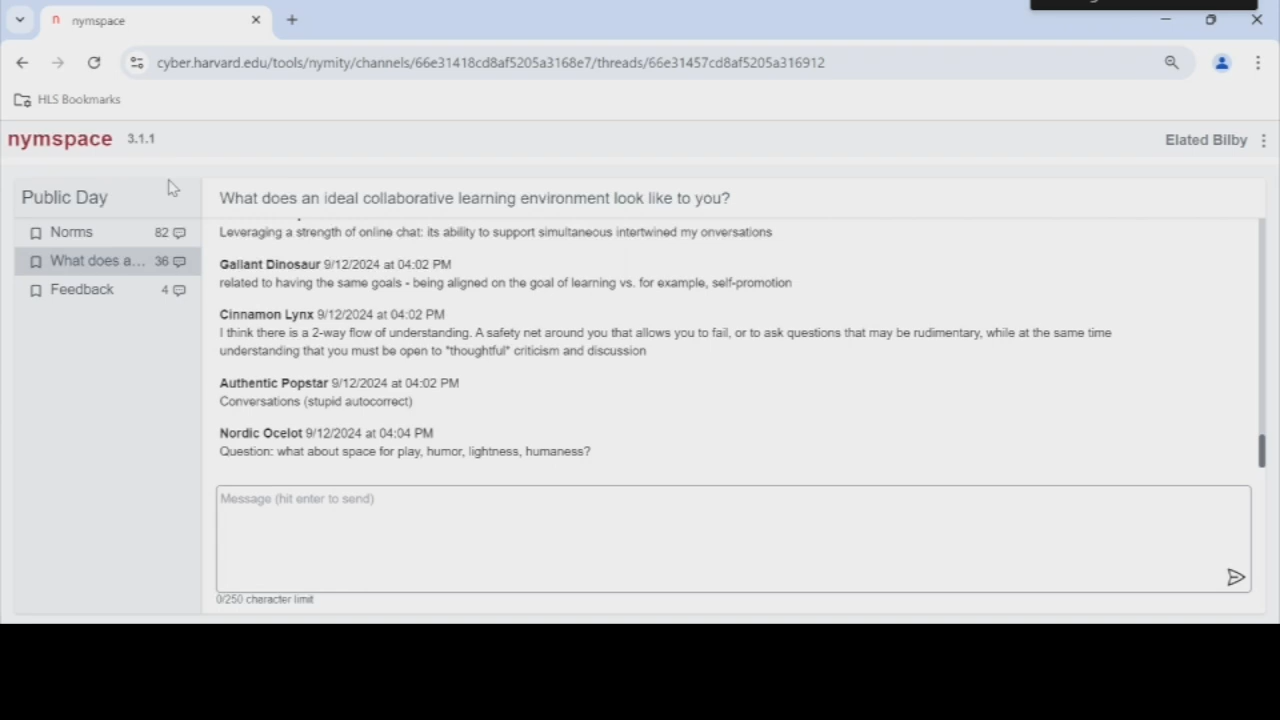 nymspace
cyber.harvard.edu/tools/nymity/channels/66e31418cd8af5205a3168e7/threads/66e31457cd8af5205a316912
HLS Bookmarks
nymspace 3.1.1 Elated Bilby
Public Day
Norms 82
What does a... 36
Feedback 4
What does an ideal collaborative learning environment look like to you?
Leveraging a strength of online chat: its ability to support simultaneous intertwined my onversations
Gallant Dinosaur 9/12/2024 at 04:02 PM
related to having the same goals - being aligned on the goal of learning vs. for example, self-promotion
Cinnamon Lynx 9/12/2024 at 04:02 PM
I think there is a 2-way flow of understanding. A safety net around you that allows you to fail, or to ask questions that may be rudimentary, while at the same time
understanding that you must be open to *thoughtful* criticism and discussion
Authentic Popstar 9/12/2024 at 04:02 PM
Conversations (stupid autocorrect)
Nordic Ocelot 9/12/2024 at 04:04 PM
Question: what about space for play, humor, lightness, humaness?
Message (hit enter to send)
0/250 character limit